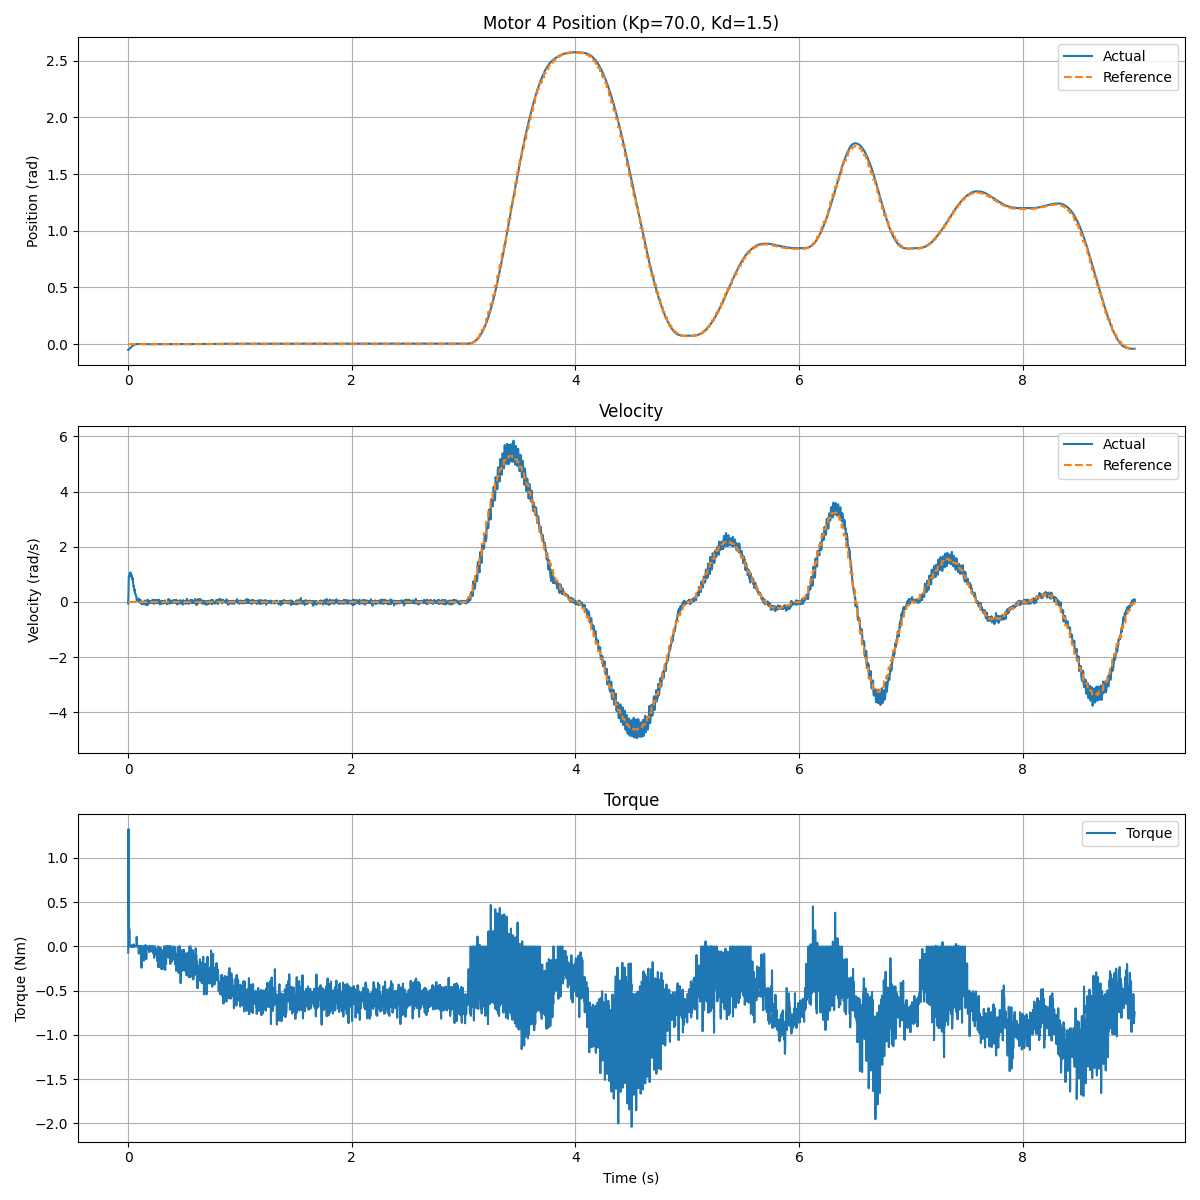 Motor 4 Position (Kp=70.0, Kd=1.5)
Position (rad)
2.5
2.0
1.5
1.0
0.5
0.0
Actual
Reference
0 2 4 6 8
Velocity
Velocity (rad/s)
6
4
2
0
−2
−4
Actual
Reference
0 2 4 6 8
Torque
Torque (Nm)
1.0
0.5
0.0
−0.5
−1.0
−1.5
−2.0
Torque
0 2 4 6 8
Time (s)